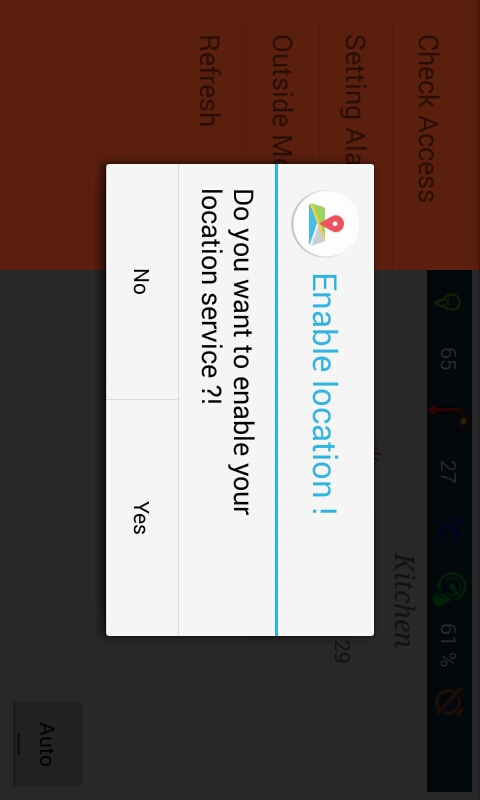 Check Access
65
27
°C
61 %
Kitchen
Setting Ala
:29
Outside Mo
Refresh
Enable location !
Do you want to enable your
location service ?!
No
Yes
Auto